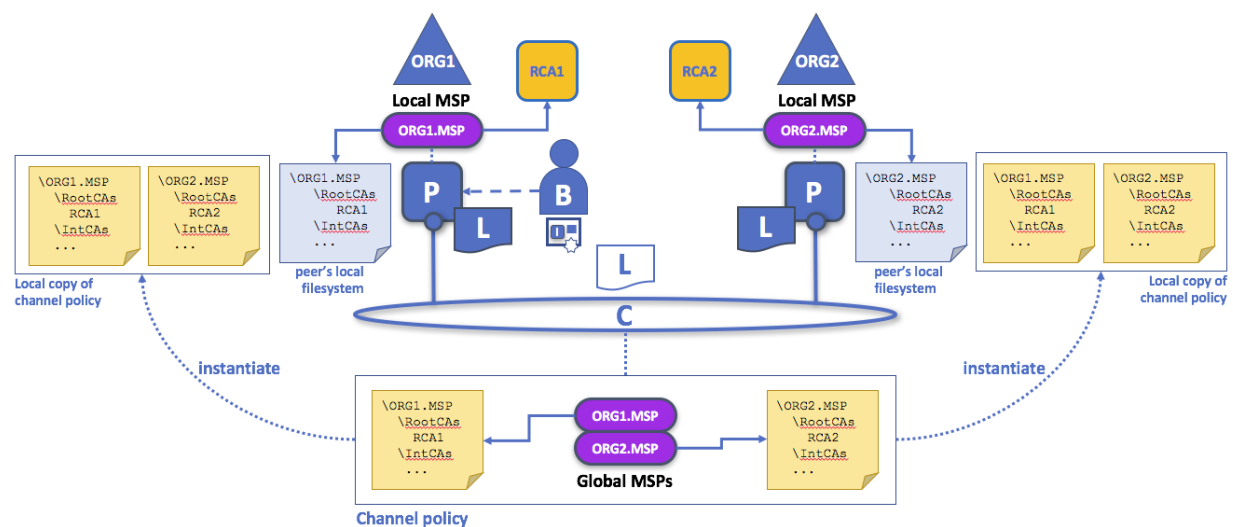 ORG1
RCA1
RCA2
ORG2
Local MSP
Local MSP
ORG1.MSP
ORG2.MSP
\ORG1.MSP
\RootCAs
RCA1
\IntCAs
...
\ORG2.MSP
\RootCAs
RCA2
\IntCAs
...
Local copy of
channel policy
\ORG1.MSP
\RootCAs
RCA1
\IntCAs
...
peer's local
filesystem
P
L
B
L
P
L
\ORG2.MSP
\RootCAs
RCA2
\IntCAs
...
peer's local
filesystem
\ORG1.MSP
\RootCAs
RCA1
\IntCAs
...
\ORG2.MSP
\RootCAs
RCA2
\IntCAs
...
Local copy of
channel policy
C
instantiate
instantiate
\ORG1.MSP
\RootCAs
RCA1
\IntCAs
...
ORG1.MSP
ORG2.MSP
Global MSPs
\ORG2.MSP
\RootCAs
RCA2
\IntCAs
...
Channel policy